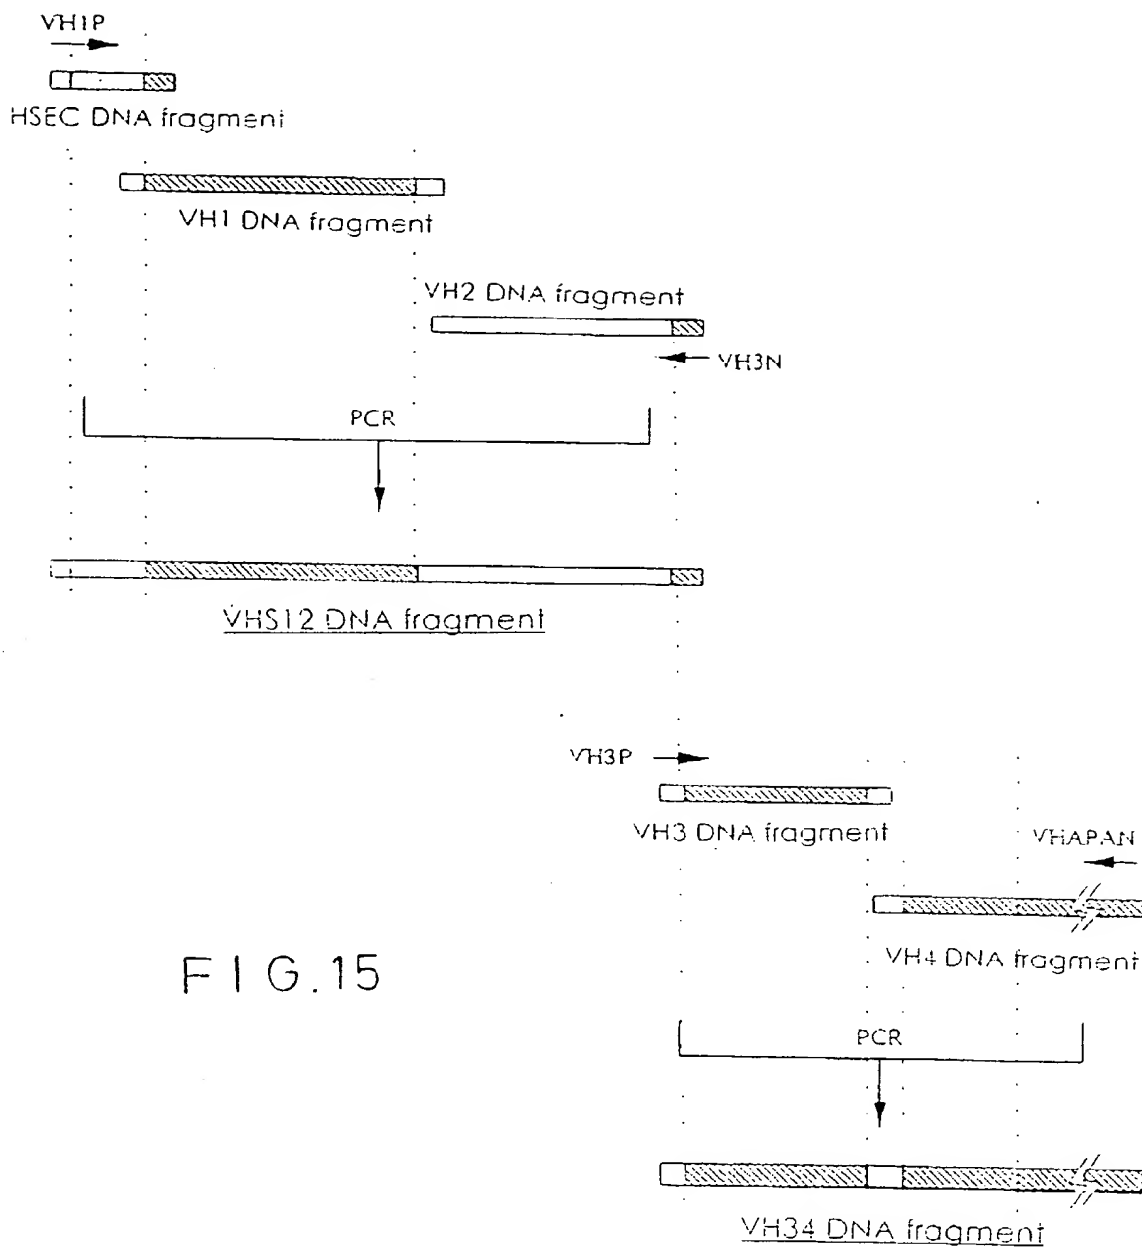 VH1P
HSEC DNA fragment
VH1 DNA fragment
VH2 DNA fragment
VH3N
PCR
VHS12 DNA fragment
VH3P
VH3 DNA fragment
VHAPAN
VH4 DNA fragment
FIG.15
PCR
VH34 DNA fragment